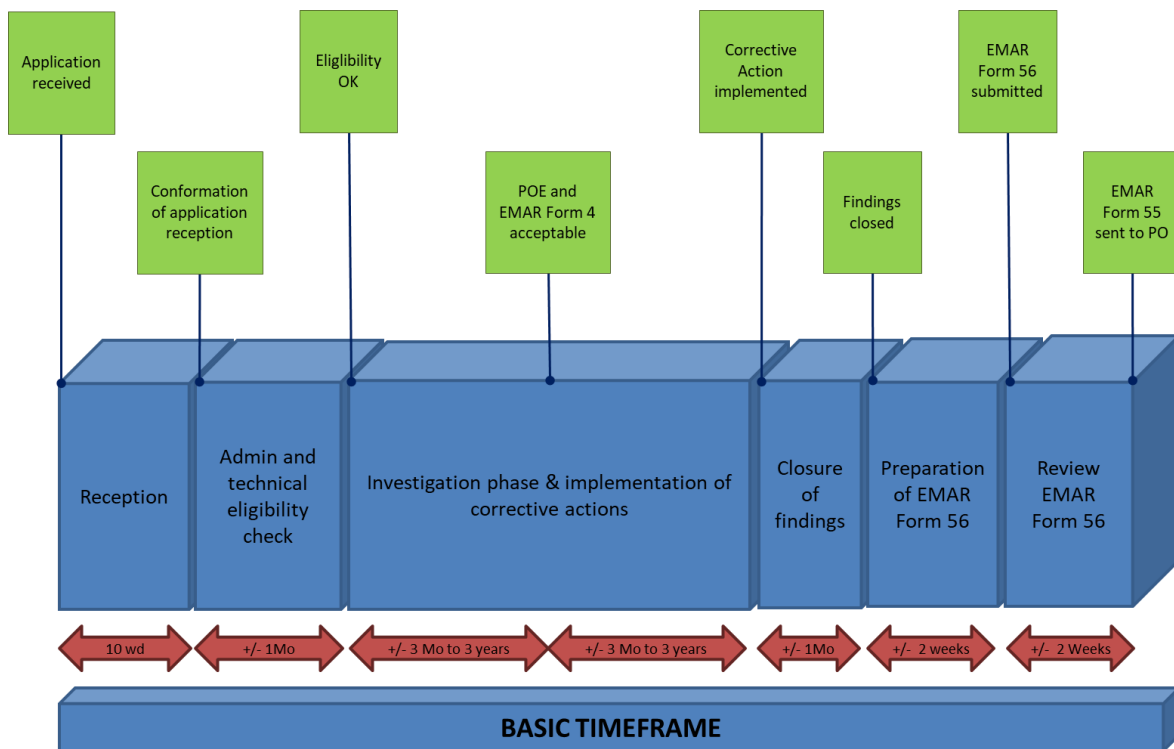 Application
received
Eliglibility
OK
Corrective
Action
implemented
EMAR
Form 56
submitted
Conformation
of application
reception
POE and
EMAR Form 4
acceptable
Findings
closed
EMAR
Form 55
sent to PO
Reception
Admin and
technical
eligibility
check
Investigation phase & implementation of
corrective actions
Closure
of
findings
Preparation
of EMAR
Form 56
Review
EMAR
Form 56
10 wd
+/- 1Mo
+/- 3 Mo to 3 years
+/- 3 Mo to 3 years
+/- 1Mo
+/- 2 weeks
+/- 2 Weeks
BASIC TIMEFRAME